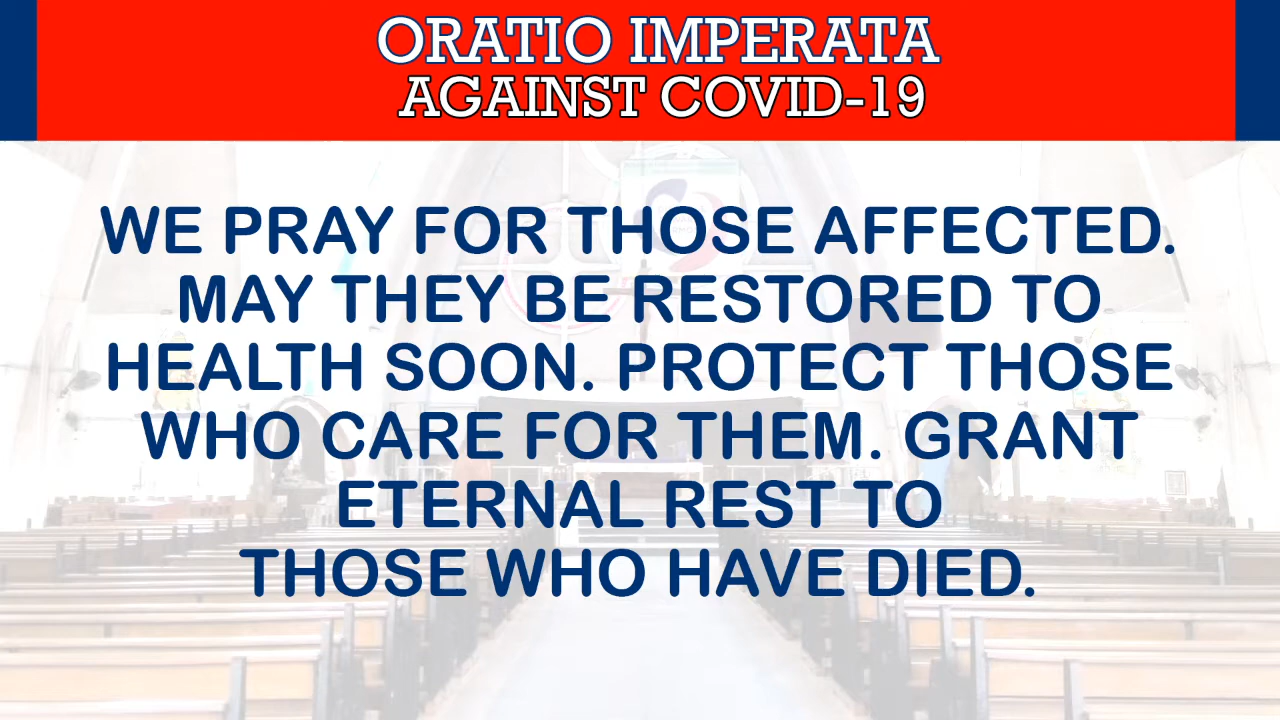 ORATIO IMPERATA
AGAINST COVID-19
WE PRAY FOR THOSE AFFECTED.
MAY THEY BE RESTORED TO
HEALTH SOON. PROTECT THOSE
WHO CARE FOR THEM. GRANT
ETERNAL REST TO
THOSE WHO HAVE DIED.